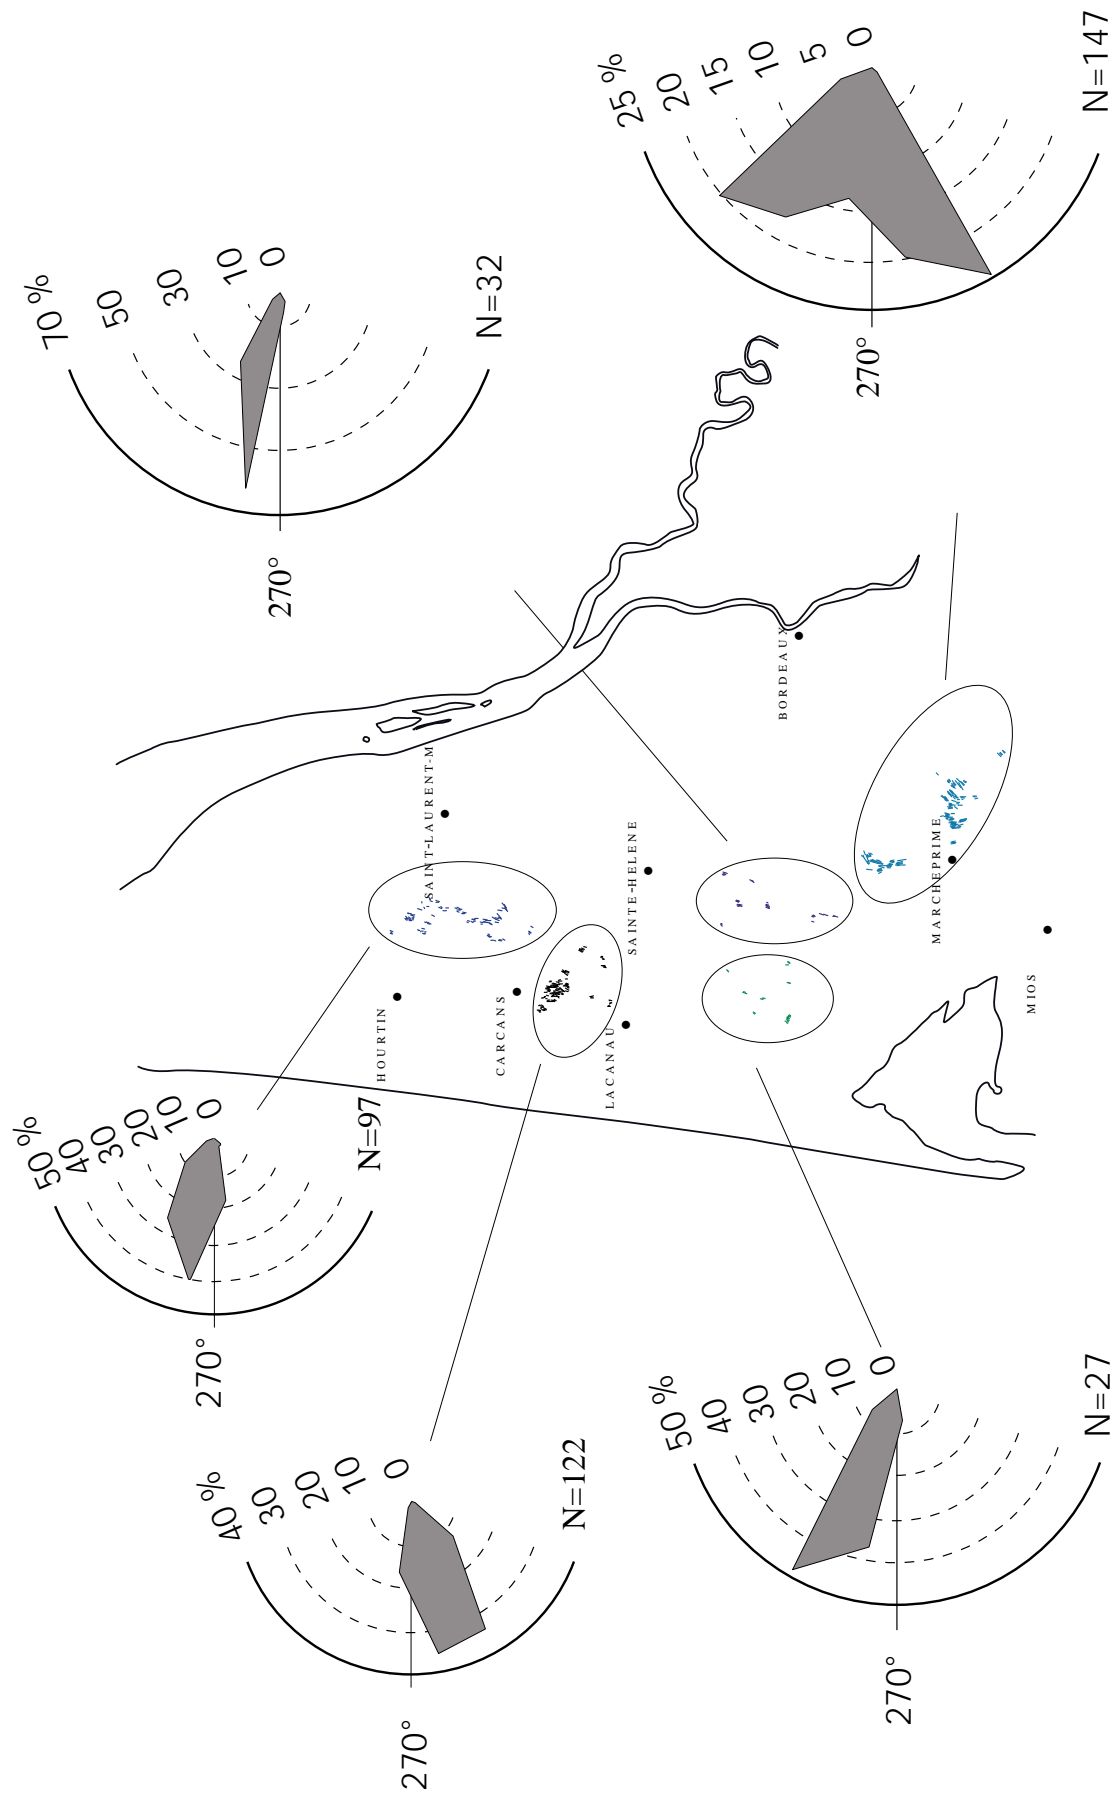 25 %
20
15
10
5
0
N=147
270°
70 %
50
30
10
0
N=32
270°
BORDEAUX
SAINT-LAURENT-M
SAINTE-HELENE
MARCHEPRIME
MIOS
HOURTIN
CARCANS
LACANAU
50 %
40
30
20
10
0
N=97
270°
40 %
30
20
10
0
N=122
270°
50 %
40
30
20
10
0
N=27
270°